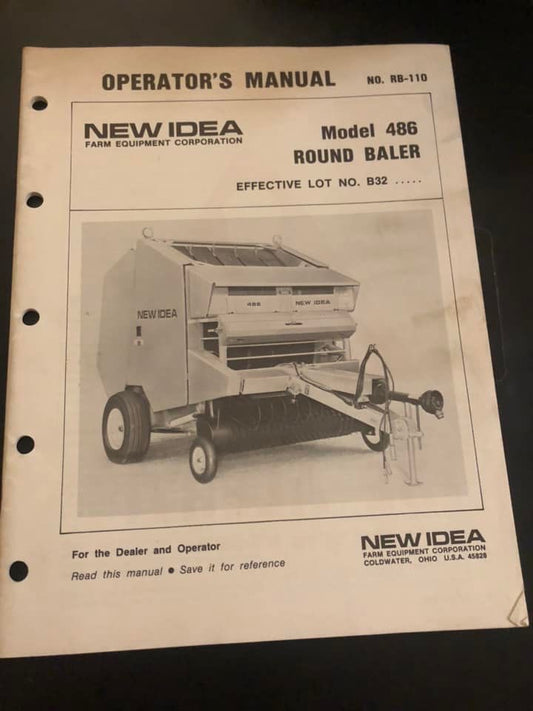 OPERATOR'S MANUAL NO. RB-110
NEW IDEA
FARM EQUIPMENT CORPORATION
Model 486
ROUND BALER
EFFECTIVE LOT NO. B32 .....
NEW IDEA
486 NEW IDEA
For the Dealer and Operator
Read this manual ● Save it for reference
NEW IDEA
FARM EQUIPMENT CORPORATION
COLDWATER, OHIO U.S.A. 45828